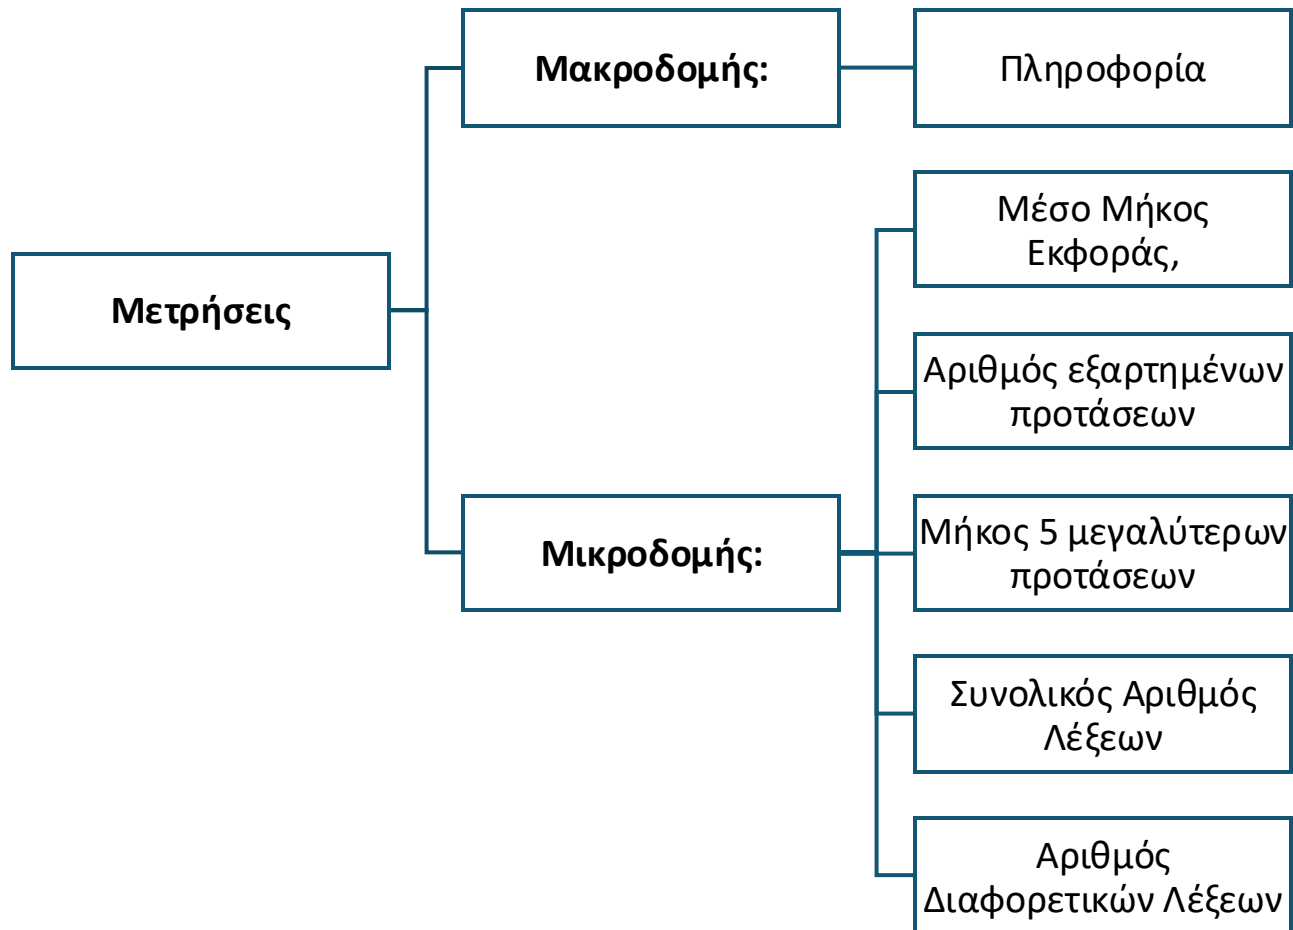 Μακροδομής:
Πληροφορία
Μέσο Μήκος
Εκφοράς,
Μετρήσεις
Αριθμός εξαρτημένων
προτάσεων
Μικροδομής:
Μήκος 5 μεγαλύτερων
προτάσεων
Συνολικός Αριθμός
Λέξεων
Αριθμός
Διαφορετικών Λέξεων